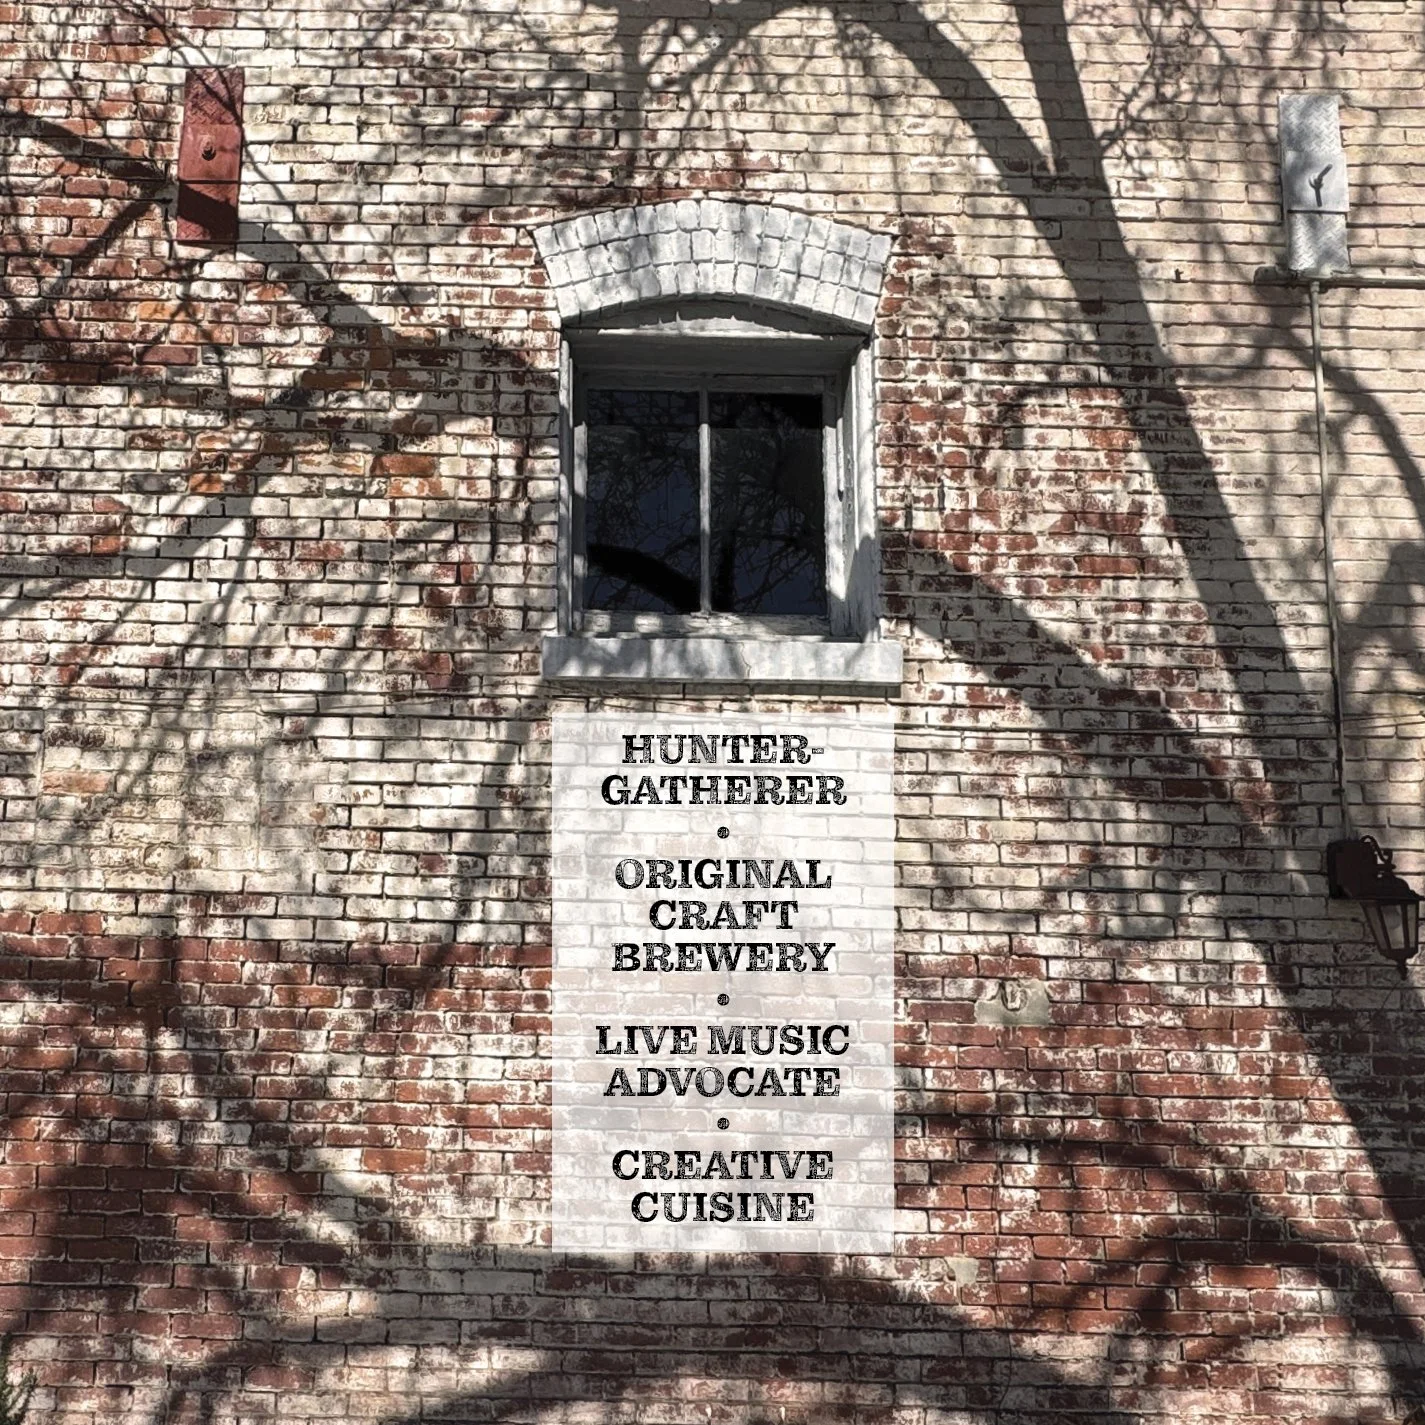 HUNTER-
GATHERER
•
ORIGINAL
CRAFT
BREWERY
•
LIVE MUSIC
ADVOCATE
•
CREATIVE
CUISINE